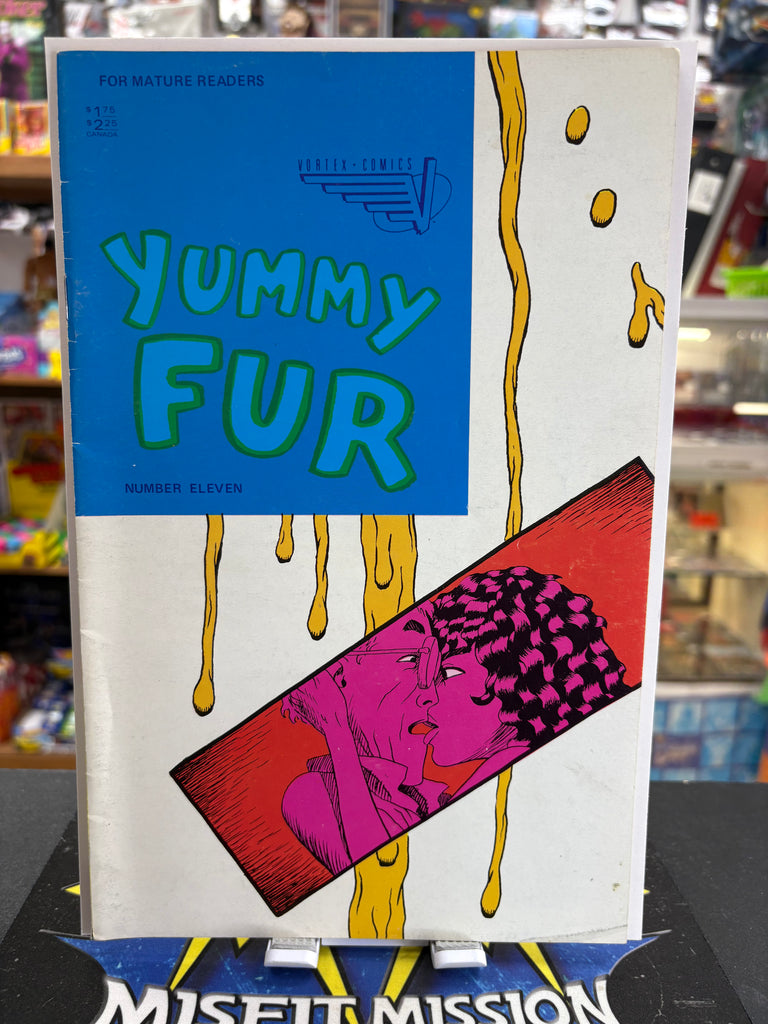 FOR MATURE READERS
$1.75
$2.25
CANADA
VORTEX • COMICS
V
YUMMY
FUR
NUMBER ELEVEN
MISFIT MISSION